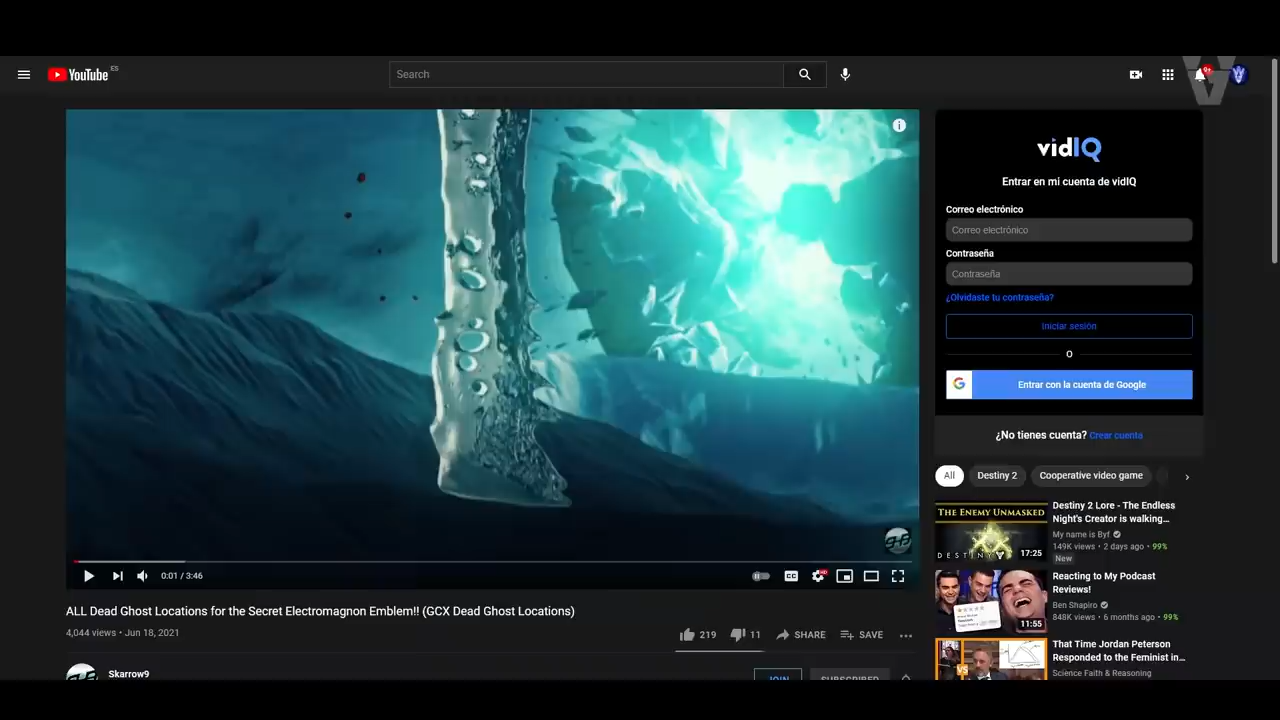 YouTube ES
Search
9+
vidIQ
Entrar en mi cuenta de vidIQ
Correo electrónico
Correo electrónico
Contraseña
Contraseña
¿Olvidaste tu contraseña?
Iniciar sesión
O
Entrar con la cuenta de Google
¿No tienes cuenta? Crear cuenta
0:01 / 3:46
CC
HD
ALL Dead Ghost Locations for the Secret Electromagnon Emblem!! (GCX Dead Ghost Locations)
4,044 views • Jun 18, 2021
219
11
SHARE
SAVE
Skarrow9
JOIN
SUBSCRIBED
All
Destiny 2
Cooperative video game
THE ENEMY UNMASKED
DESTINY
17:25
Destiny 2 Lore - The Endless
Night's Creator is walking...
My name is Byf
149K views • 2 days ago • 99%
New
11:55
Reacting to My Podcast
Reviews!
Ben Shapiro
848K views • 6 months ago • 99%
VS
That Time Jordan Peterson
Responded to the Feminist in...
Science Faith & Reasoning